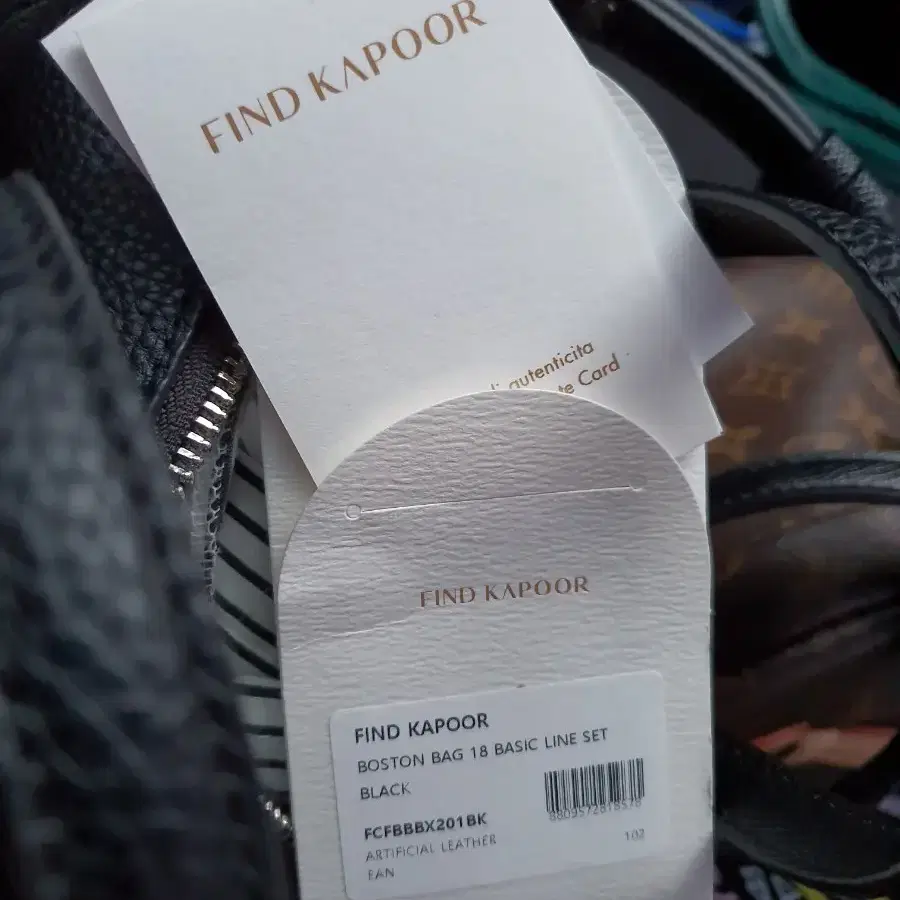 FIND KAPOOR
autenticita
Card
FIND KAPOOR
FIND KAPOOR
BOSTON BAG 18 BASIC LINE SET
BLACK
FCFBBBX201BK
ARTIFICIAL LEATHER
102